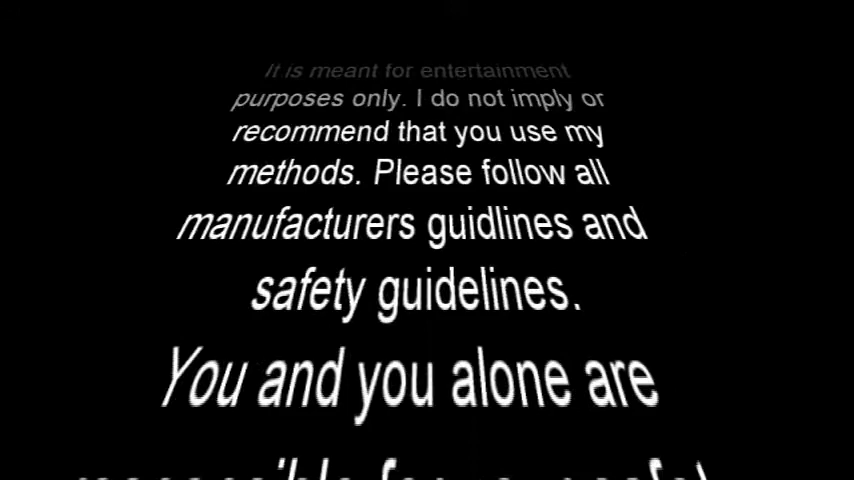 It is meant for entertainment
purposes only. I do not imply or
recommend that you use my
methods. Please follow all
manufacturers guidlines and
safety guidelines.
You and you alone are